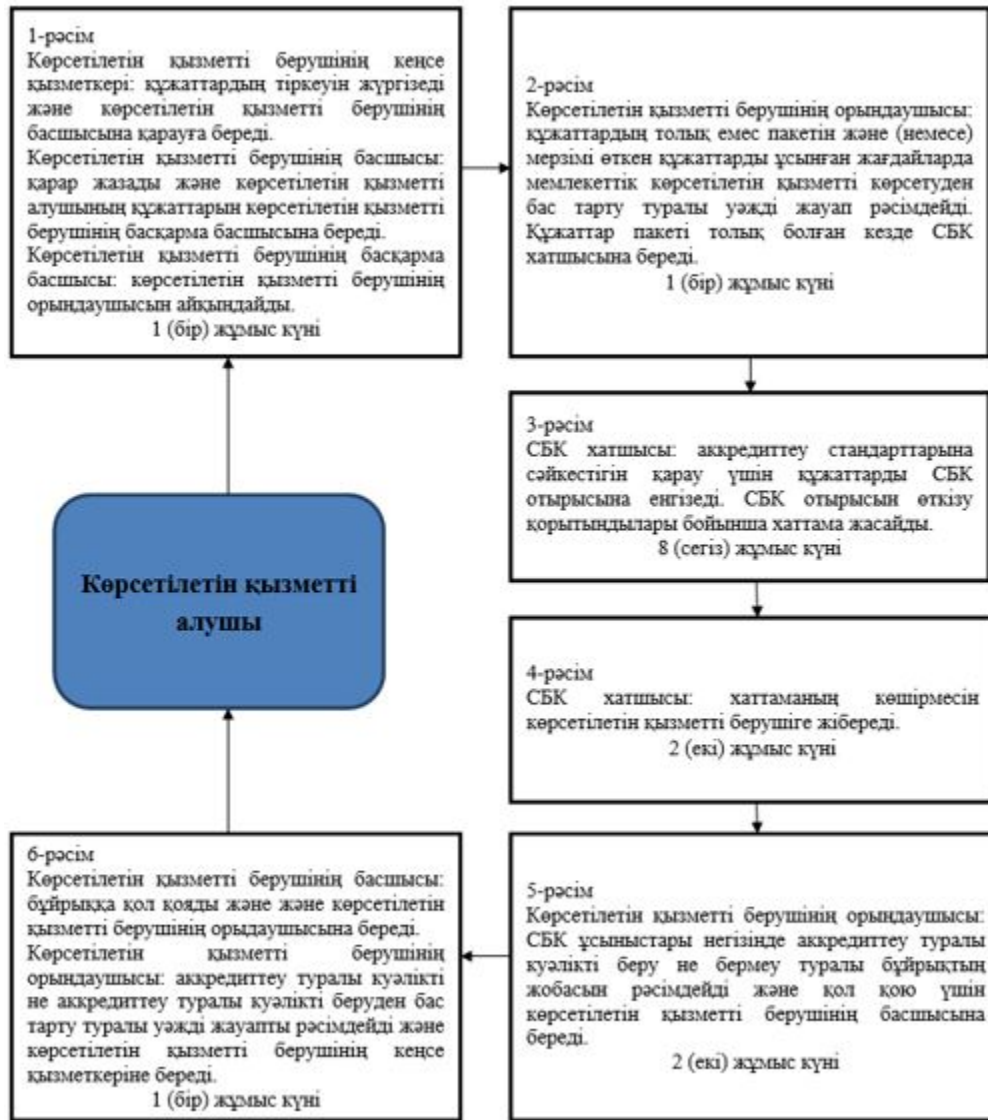 1-рәсім
Көрсетілетін қызметті берушінің кеңсе
қызметкері: құжаттардың тіркеуін жүргізеді
және көрсетілетін қызметті берушінің
басшысына қарауға береді.
Көрсетілетін қызметті берушінің басшысы:
қарар жазады және көрсетілетін қызметті
алушының құжаттарын көрсетілетін қызметті
берушінің басқарма басшысына береді.
Көрсетілетін қызметті берушінің басқарма
басшысы: көрсетілетін қызметті берушінің
орындаушысын айқындайды.
1 (бір) жұмыс күні
2-рәсім
Көрсетілетін қызметті берушінің орындаушысы:
құжаттардың толық емес пакетін және (немесе)
мерзімі өткен құжаттарды ұсынған жағдайларда
мемлекеттік көрсетілетін қызметті көрсетуден
бас тарту туралы уәжді жауап рәсімдейді.
Құжаттар пакеті толық болған кезде СБК
хатшысына береді.
1 (бір) жұмыс күні
3-рәсім
СБК хатшысы: аккредиттеу стандарттарына
сәйкестігін қарау үшін құжаттарды СБК
отырысына енгізеді. СБК отырысын өткізу
қорытындылары бойынша хаттама жасайды.
8 (сегіз) жұмыс күні
Көрсетілетін қызметті
алушы
4-рәсім
СБК хатшысы: хаттаманың көшірмесін
көрсетілетін қызметті берушіге жібереді.
2 (екі) жұмыс күні
5-рәсім
Көрсетілетін қызметті берушінің орындаушысы:
СБК ұсыныстары негізінде аккредиттеу туралы
куәлікті беру не бермеу туралы бұйрықтың
жобасын рәсімдейді және қол қою үшін
көрсетілетін қызметті берушінің басшысына
береді.
2 (екі) жұмыс күні
6-рәсім
Көрсетілетін қызметті берушінің басшысы:
бұйрыққа қол қояды және және көрсетілетін
қызметті берушінің орыдаушысына береді.
Көрсетілетін қызметті берушінің
орындаушысы: аккредиттеу туралы куәлікті
не аккредиттеу туралы куәлікті беруден бас
тарту туралы уәжді жауапты рәсімдейді және
көрсетілетін қызметті берушінің кеңсе
қызметкеріне береді.
1 (бір) жұмыс күні